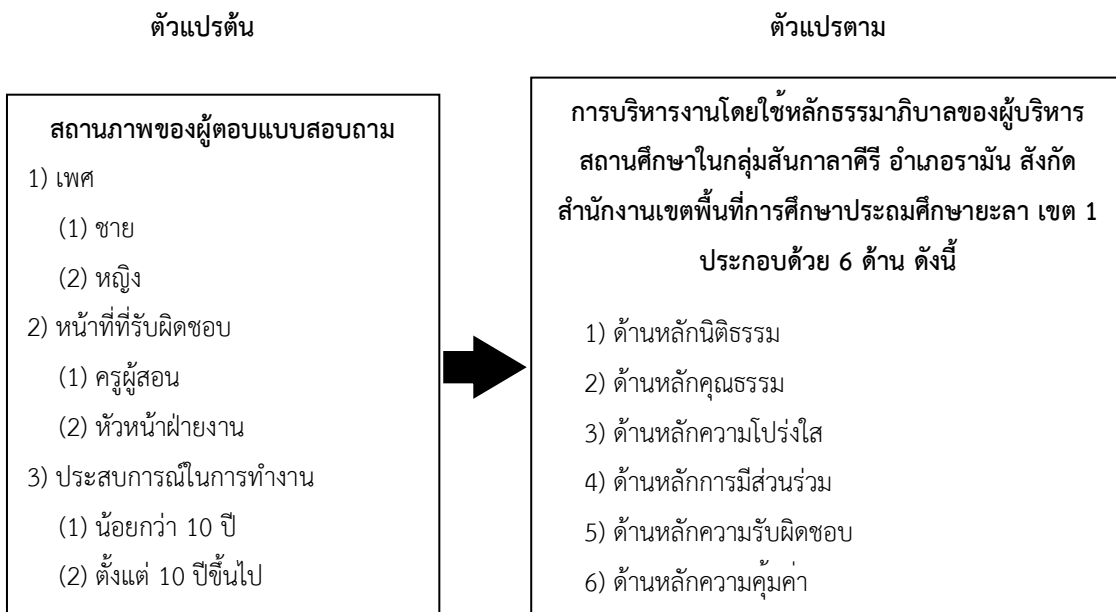 ตัวแปรต้น
ตัวแปรตาม
สถานภาพของผู้ตอบแบบสอบถาม
1) เพศ
(1) ชาย
(2) หญิง
2) หน้าที่ที่รับผิดชอบ
(1) ครูผู้สอน
(2) หัวหน้าฝ่ายงาน
3) ประสบการณ์ในการทำงาน
(1) น้อยกว่า 10 ปี
(2) ตั้งแต่ 10 ปีขึ้นไป
การบริหารงานโดยใช้หลักธรรมาภิบาลของผู้บริหาร
สถานศึกษาในกลุ่มสันกาลาคีรี อำเภอรามัน สังกัด
สำนักงานเขตพื้นที่การศึกษาประถมศึกษายะลา เขต 1
ประกอบด้วย 6 ด้าน ดังนี้
1) ด้านหลักนิติธรรม
2) ด้านหลักคุณธรรม
3) ด้านหลักความโปร่งใส
4) ด้านหลักการมีส่วนร่วม
5) ด้านหลักความรับผิดชอบ
6) ด้านหลักความคุ้มค่า